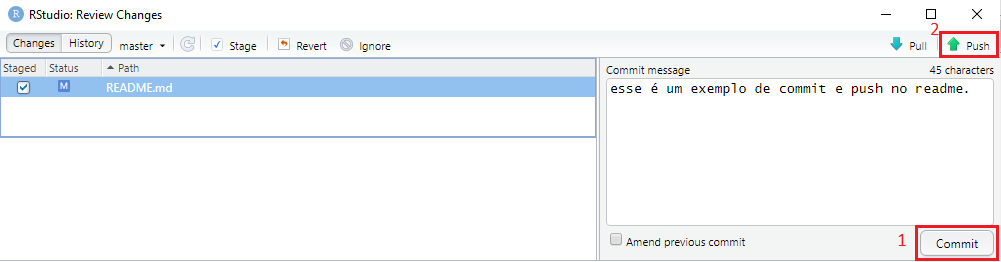 R RStudio: Review Changes
Changes History master Stage Revert Ignore Pull 2 Push
Staged Status Path
M README.md
Commit message 45 characters
esse é um exemplo de commit e push no readme.
Amend previous commit 1 Commit